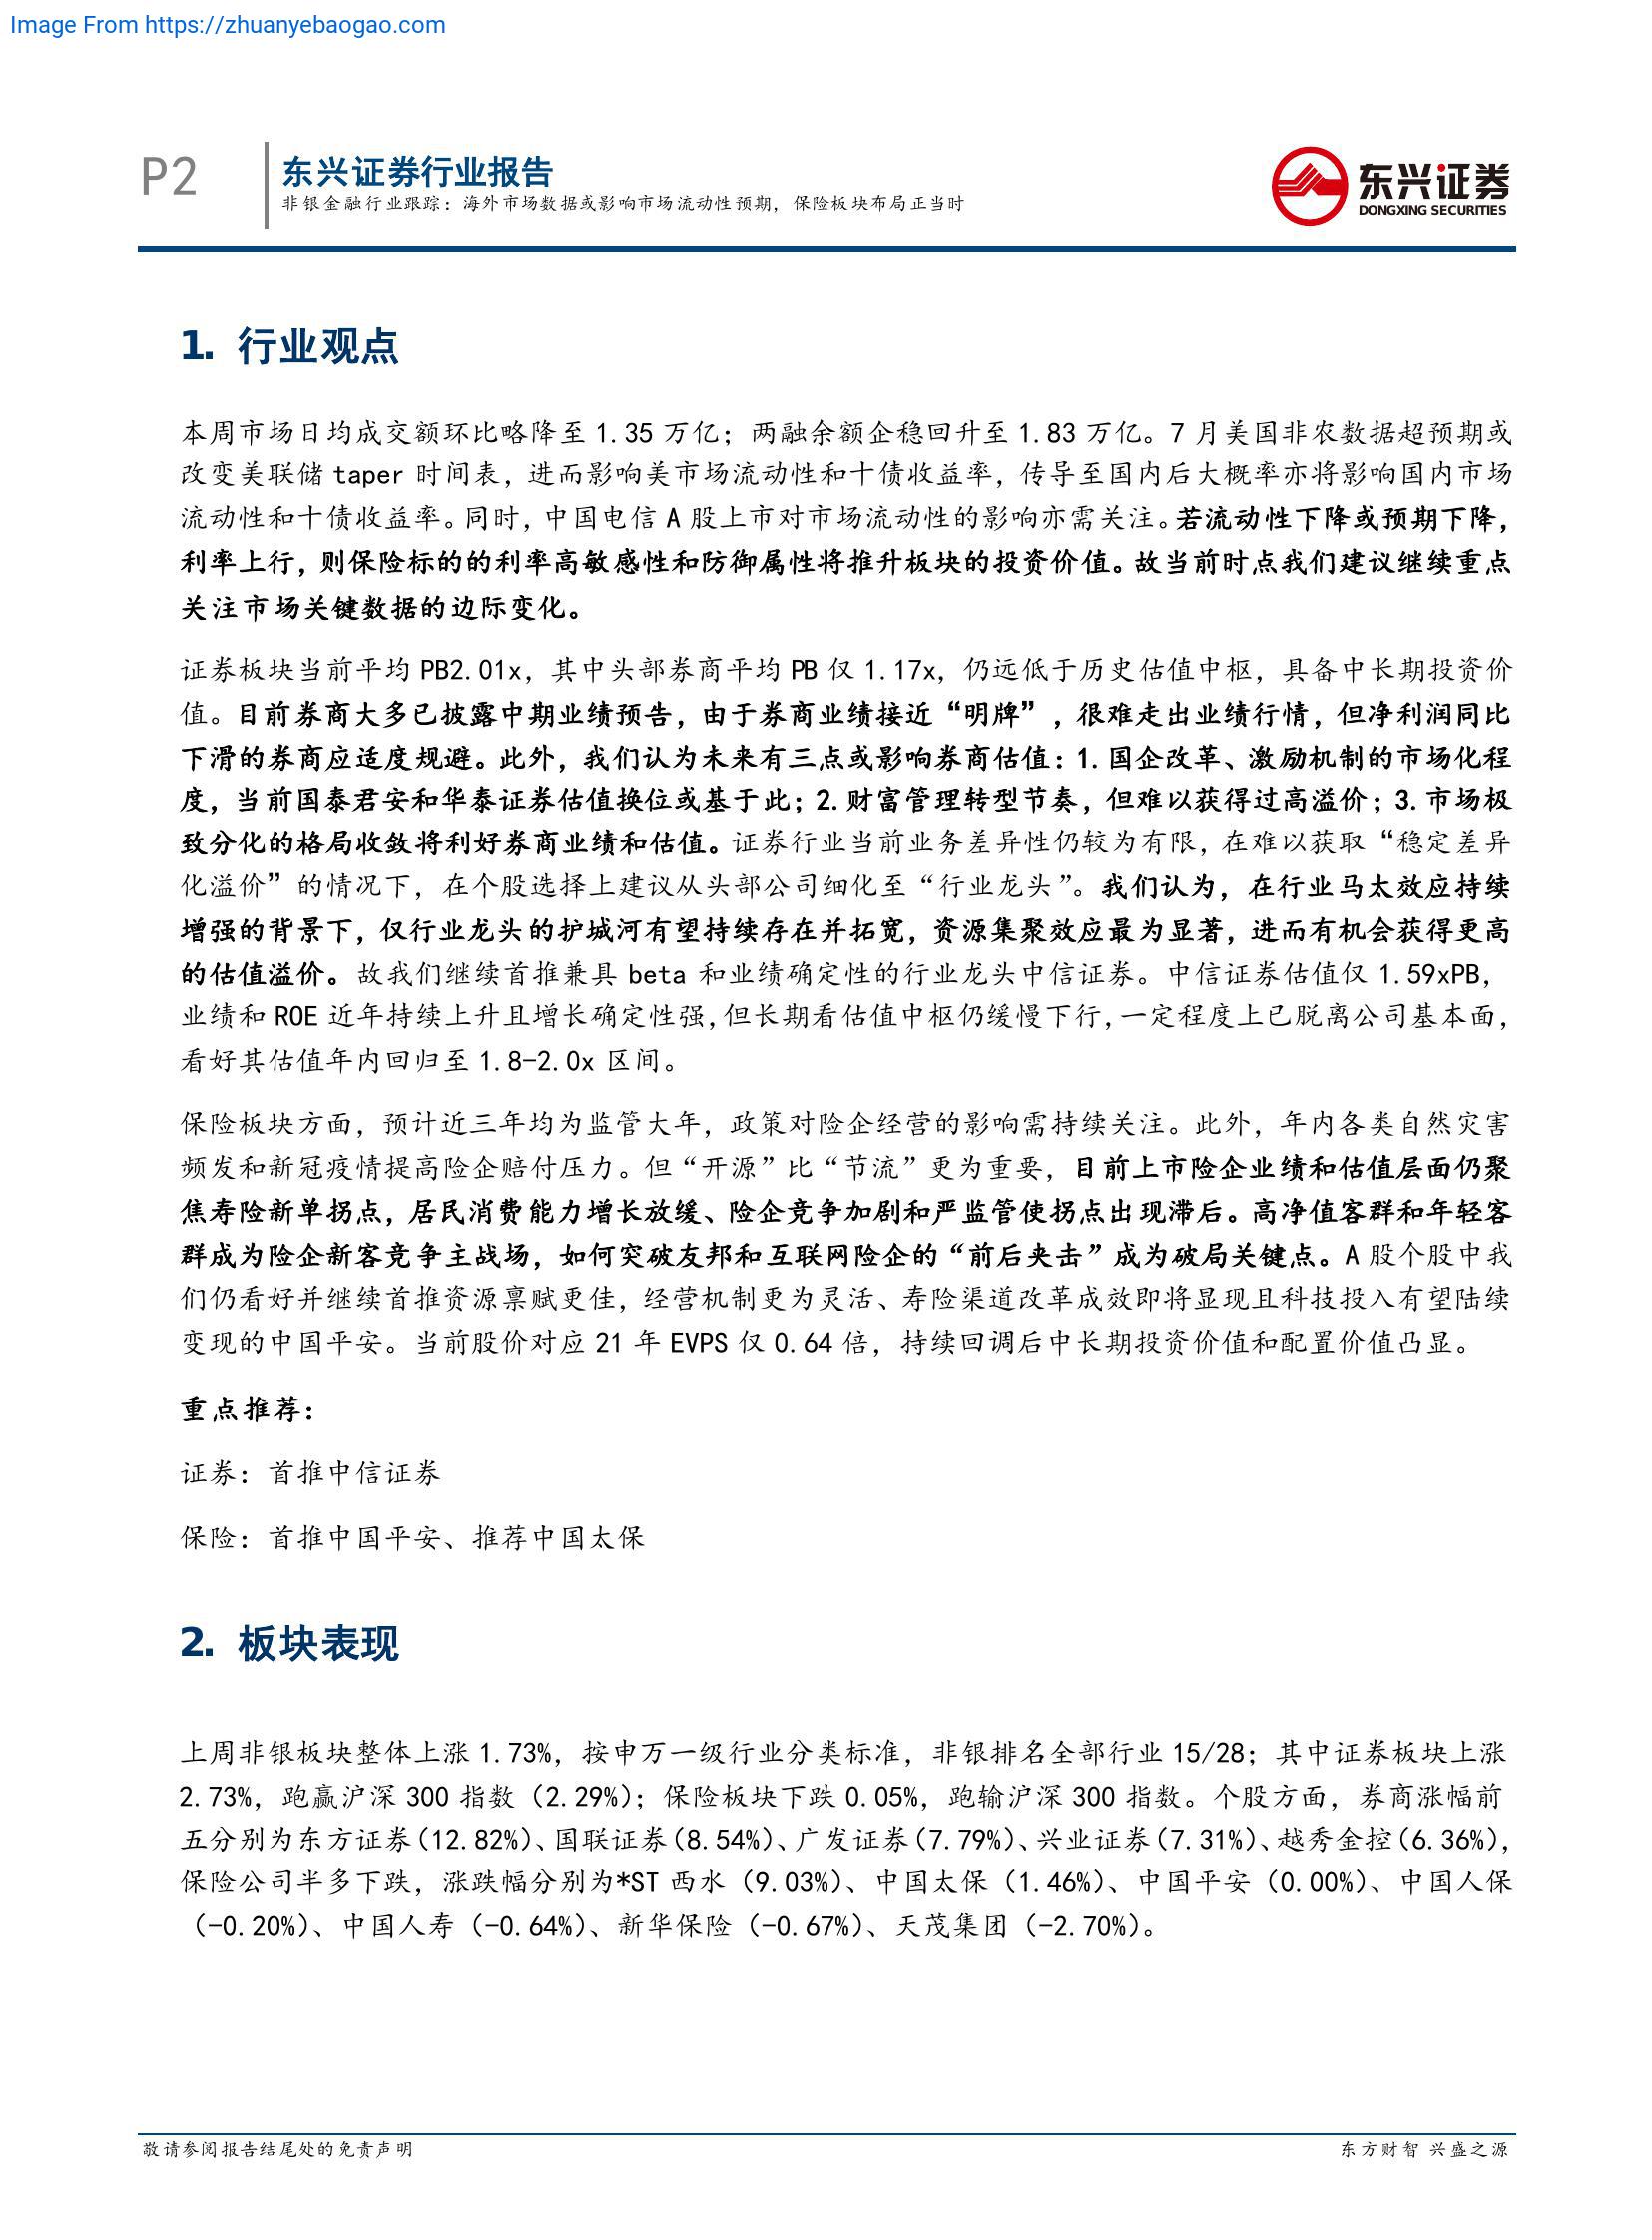 Image From https://zhuanyebaogao.com
P2
东兴证券行业报告
非银金融行业跟踪：海外市场数据或影响市场流动性预期，保险板块布局正当时
东兴证券
DONGXING SECURITIES
1. 行业观点
本周市场日均成交额环比略降至 1.35 万亿；两融余额企稳回升至 1.83 万亿。7 月美国非农数据超预期或
改变美联储 taper 时间表，进而影响美市场流动性和十债收益率，传导至国内后大概率亦将影响国内市场
流动性和十债收益率。同时，中国电信 A 股上市对市场流动性的影响亦需关注。若流动性下降或预期下降，
利率上行，则保险标的的利率高敏感性和防御属性将推升板块的投资价值。故当前时点我们建议继续重点
关注市场关键数据的边际变化。
证券板块当前平均 PB2.01x，其中头部券商平均 PB 仅 1.17x，仍远低于历史估值中枢，具备中长期投资价
值。目前券商大多已披露中期业绩预告，由于券商业绩接近“明牌”，很难走出业绩行情，但净利润同比
下滑的券商应适度规避。此外，我们认为未来有三点或影响券商估值：1.国企改革、激励机制的市场化程
度，当前国泰君安和华泰证券估值换位或基于此；2.财富管理转型节奏，但难以获得过高溢价；3.市场极
致分化的格局收敛将利好券商业绩和估值。证券行业当前业务差异性仍较为有限，在难以获取“稳定差异
化溢价”的情况下，在个股选择上建议从头部公司细化至“行业龙头”。我们认为，在行业马太效应持续
增强的背景下，仅行业龙头的护城河有望持续存在并拓宽，资源集聚效应最为显著，进而有机会获得更高
的估值溢价。故我们继续首推兼具 beta 和业绩确定性的行业龙头中信证券。中信证券估值仅 1.59xPB，
业绩和 ROE 近年持续上升且增长确定性强，但长期看估值中枢仍缓慢下行，一定程度上已脱离公司基本面，
看好其估值年内回归至 1.8-2.0x 区间。
保险板块方面，预计近三年均为监管大年，政策对险企经营的影响需持续关注。此外，年内各类自然灾害
频发和新冠疫情提高险企赔付压力。但“开源”比“节流”更为重要，目前上市险企业绩和估值层面仍聚
焦寿险新单拐点，居民消费能力增长放缓、险企竞争加剧和严监管使拐点出现滞后。高净值客群和年轻客
群成为险企新客竞争主战场，如何突破友邦和互联网险企的“前后夹击”成为破局关键点。A 股个股中我
们仍看好并继续首推资源禀赋更佳，经营机制更为灵活、寿险渠道改革成效即将显现且科技投入有望陆续
变现的中国平安。当前股价对应 21 年 EVPS 仅 0.64 倍，持续回调后中长期投资价值和配置价值凸显。
重点推荐：
证券：首推中信证券
保险：首推中国平安、推荐中国太保
2. 板块表现
上周非银板块整体上涨 1.73%，按申万一级行业分类标准，非银排名全部行业 15/28；其中证券板块上涨
2.73%，跑赢沪深 300 指数（2.29%）；保险板块下跌 0.05%，跑输沪深 300 指数。个股方面，券商涨幅前
五分别为东方证券(12.82%)、国联证券(8.54%)、广发证券(7.79%)、兴业证券(7.31%)、越秀金控(6.36%)，
保险公司半多下跌，涨跌幅分别为*ST 西水（9.03%）、中国太保（1.46%）、中国平安（0.00%）、中国人保
（-0.20%）、中国人寿（-0.64%）、新华保险（-0.67%）、天茂集团（-2.70%）。
敬请参阅报告结尾处的免责声明
东方财智 兴盛之源